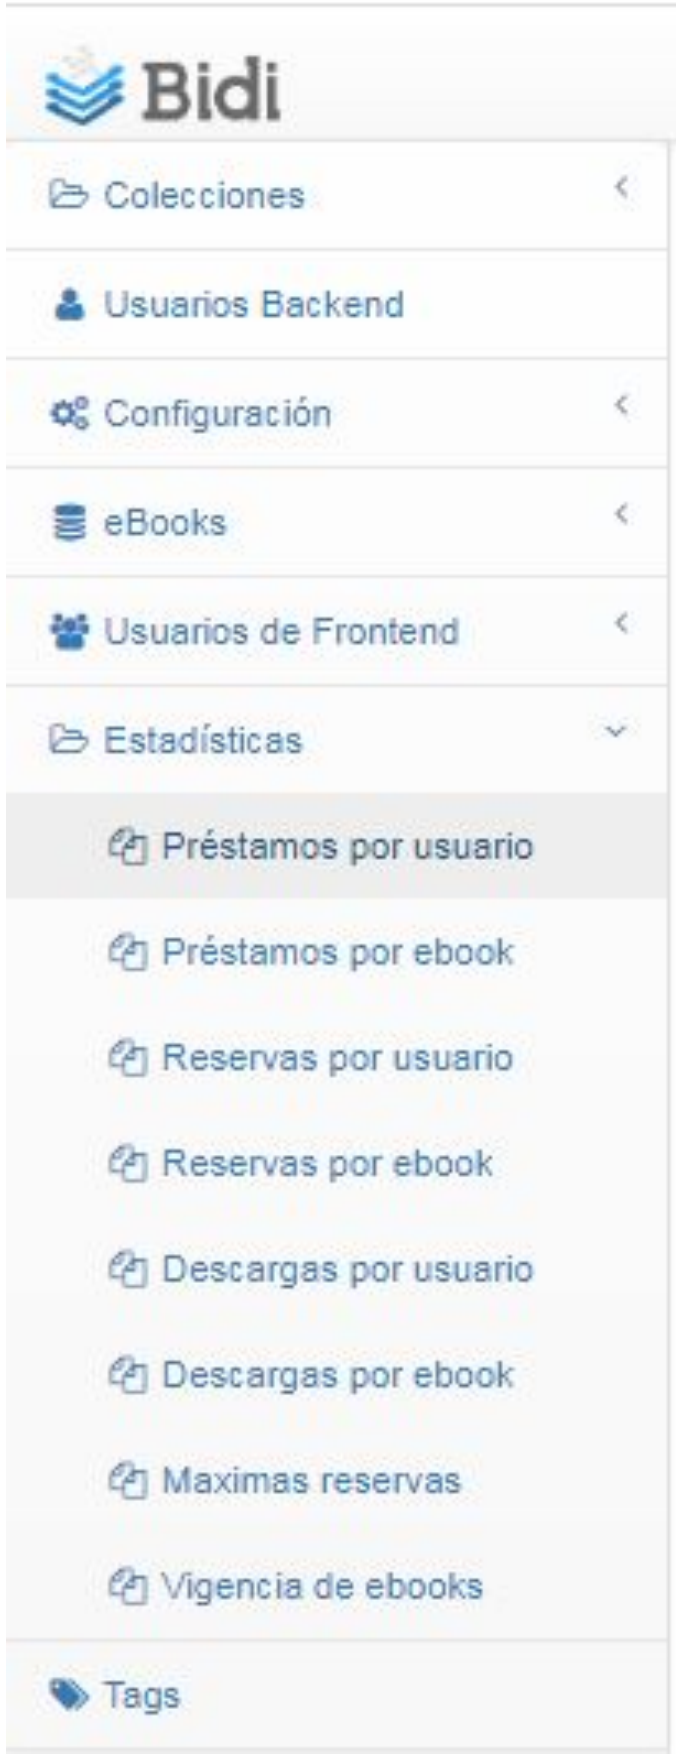 Bidi
Colecciones
Usuarios Backend
Configuración
eBooks
Usuarios de Frontend
Estadísticas
Préstamos por usuario
Préstamos por ebook
Reservas por usuario
Reservas por ebook
Descargas por usuario
Descargas por ebook
Maximas reservas
Vigencia de ebooks
Tags